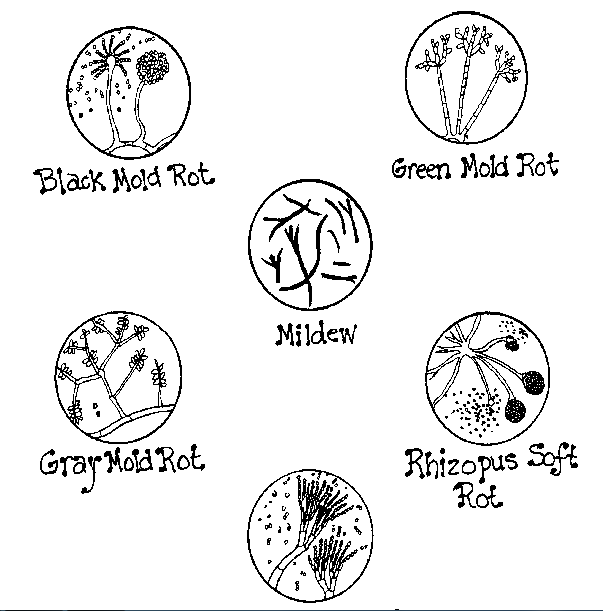 Black Mold Rot
Green Mold Rot
Mildew
Gray Mold Rot
Rhizopus Soft
Rot